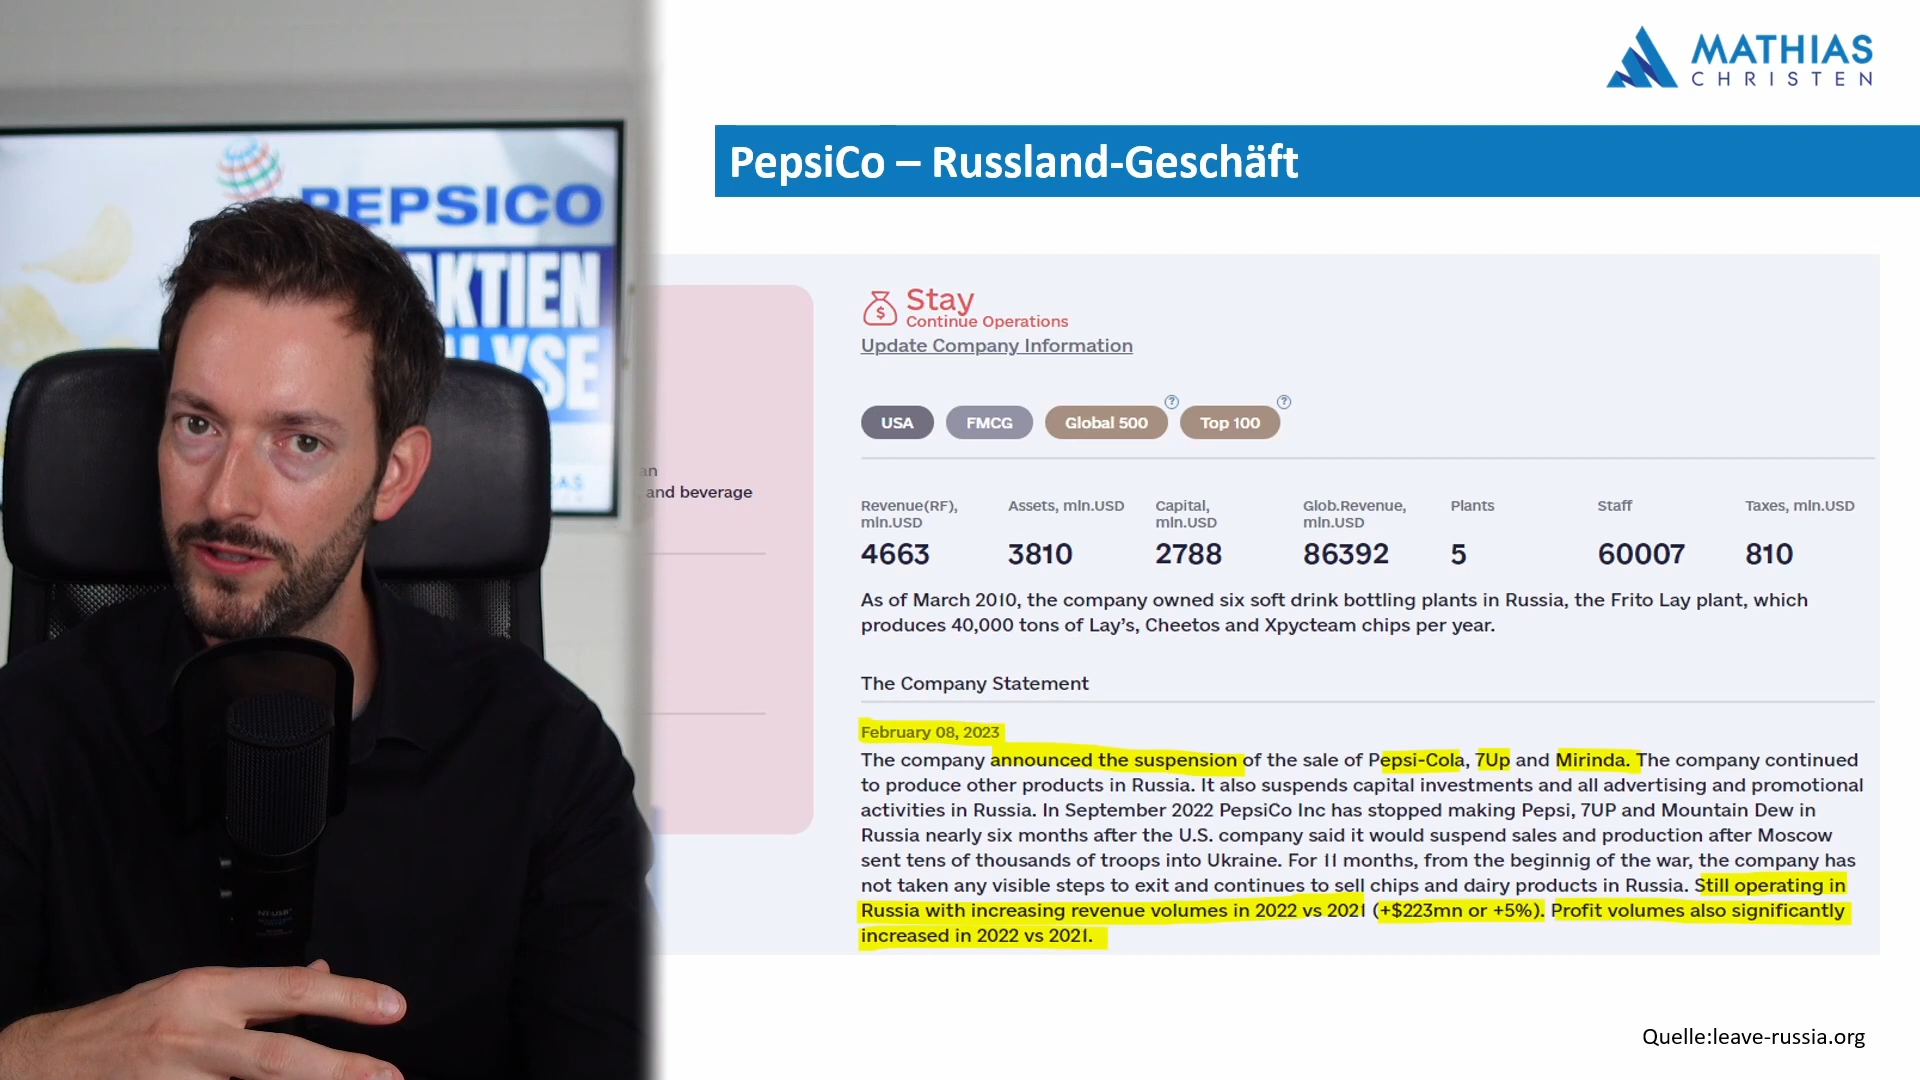 MATHIAS
CHRISTEN
PepsiCo – Russland-Geschäft
PEPSICO
AKTIEN
LYSE
an
and beverage
Stay
Continue Operations
Update Company Information
USA
FMCG
Global 500
?
Top 100
?
Revenue(RF), mln.USD
4663
Assets, mln.USD
3810
Capital, mln.USD
2788
Glob.Revenue, mln.USD
86392
Plants
5
Staff
60007
Taxes, mln.USD
810
As of March 2010, the company owned six soft drink bottling plants in Russia, the Frito Lay plant, which
produces 40,000 tons of Lay's, Cheetos and Xpycteam chips per year.
The Company Statement
February 08, 2023
The company announced the suspension of the sale of Pepsi-Cola, 7Up and Mirinda. The company continued
to produce other products in Russia. It also suspends capital investments and all advertising and promotional
activities in Russia. In September 2022 PepsiCo Inc has stopped making Pepsi, 7UP and Mountain Dew in
Russia nearly six months after the U.S. company said it would suspend sales and production after Moscow
sent tens of thousands of troops into Ukraine. For 11 months, from the beginnig of the war, the company has
not taken any visible steps to exit and continues to sell chips and dairy products in Russia. Still operating in
Russia with increasing revenue volumes in 2022 vs 2021 (+$223mn or +5%). Profit volumes also significantly
increased in 2022 vs 2021.
NT-USB
Quelle:leave-russia.org